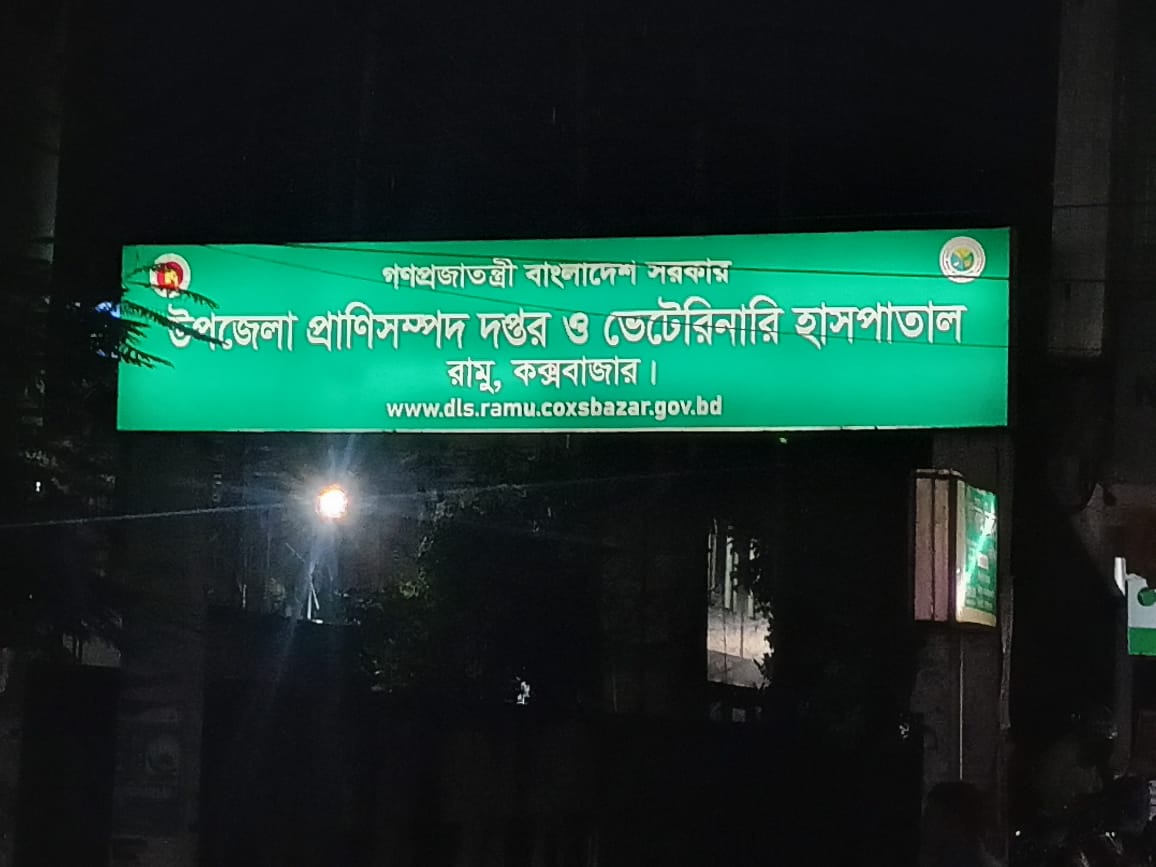 গণপ্রজাতন্ত্রী বাংলাদেশ সরকার
উপজেলা প্রাণিসম্পদ দপ্তর ও ভেটেরিনারি হাসপাতাল
রামু, কক্সবাজার।
www.dls.ramu.coxsbazar.gov.bd